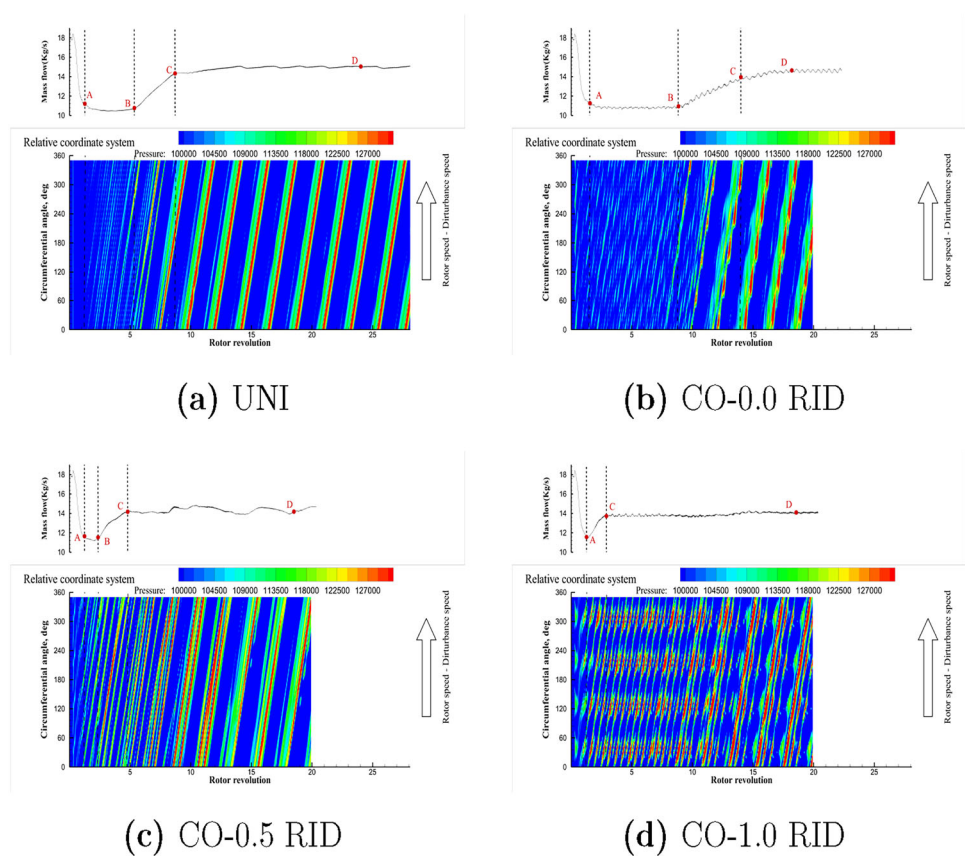 Mass flow(Kg/s)
18
16
14
12
10
A
B
C
D
Relative coordinate system
Pressure: 100000 104500 109000 113500 118000 122500 127000
Circumferential angle, deg
360
300
240
180
120
60
0
5 10 15 20 25
Rotor revolution
Rotor speed - Dirturbance speed
(a) UNI
Mass flow(Kg/s)
18
16
14
12
10
A
B
C
D
Relative coordinate system
Pressure: 100000 104500 109000 113500 118000 122500 127000
Circumferential angle, deg
360
300
240
180
120
60
0
5 10 15 20 25
Rotor revolution
Rotor speed - Dirturbance speed
(b) CO-0.0 RID
Mass flow(Kg/s)
18
16
14
12
10
A
B
C
D
Relative coordinate system
Pressure: 100000 104500 109000 113500 118000 122500 127000
Circumferential angle, deg
360
300
240
180
120
60
0
5 10 15 20 25
Rotor revolution
Rotor speed - Dirturbance speed
(c) CO-0.5 RID
Mass flow(Kg/s)
18
16
14
12
10
A
C
D
Relative coordinate system
Pressure: 100000 104500 109000 113500 118000 122500 127000
Circumferential angle, deg
360
300
240
180
120
60
0
5 10 15 20 25
Rotor revolution
Rotor speed - Dirturbance speed
(d) CO-1.0 RID